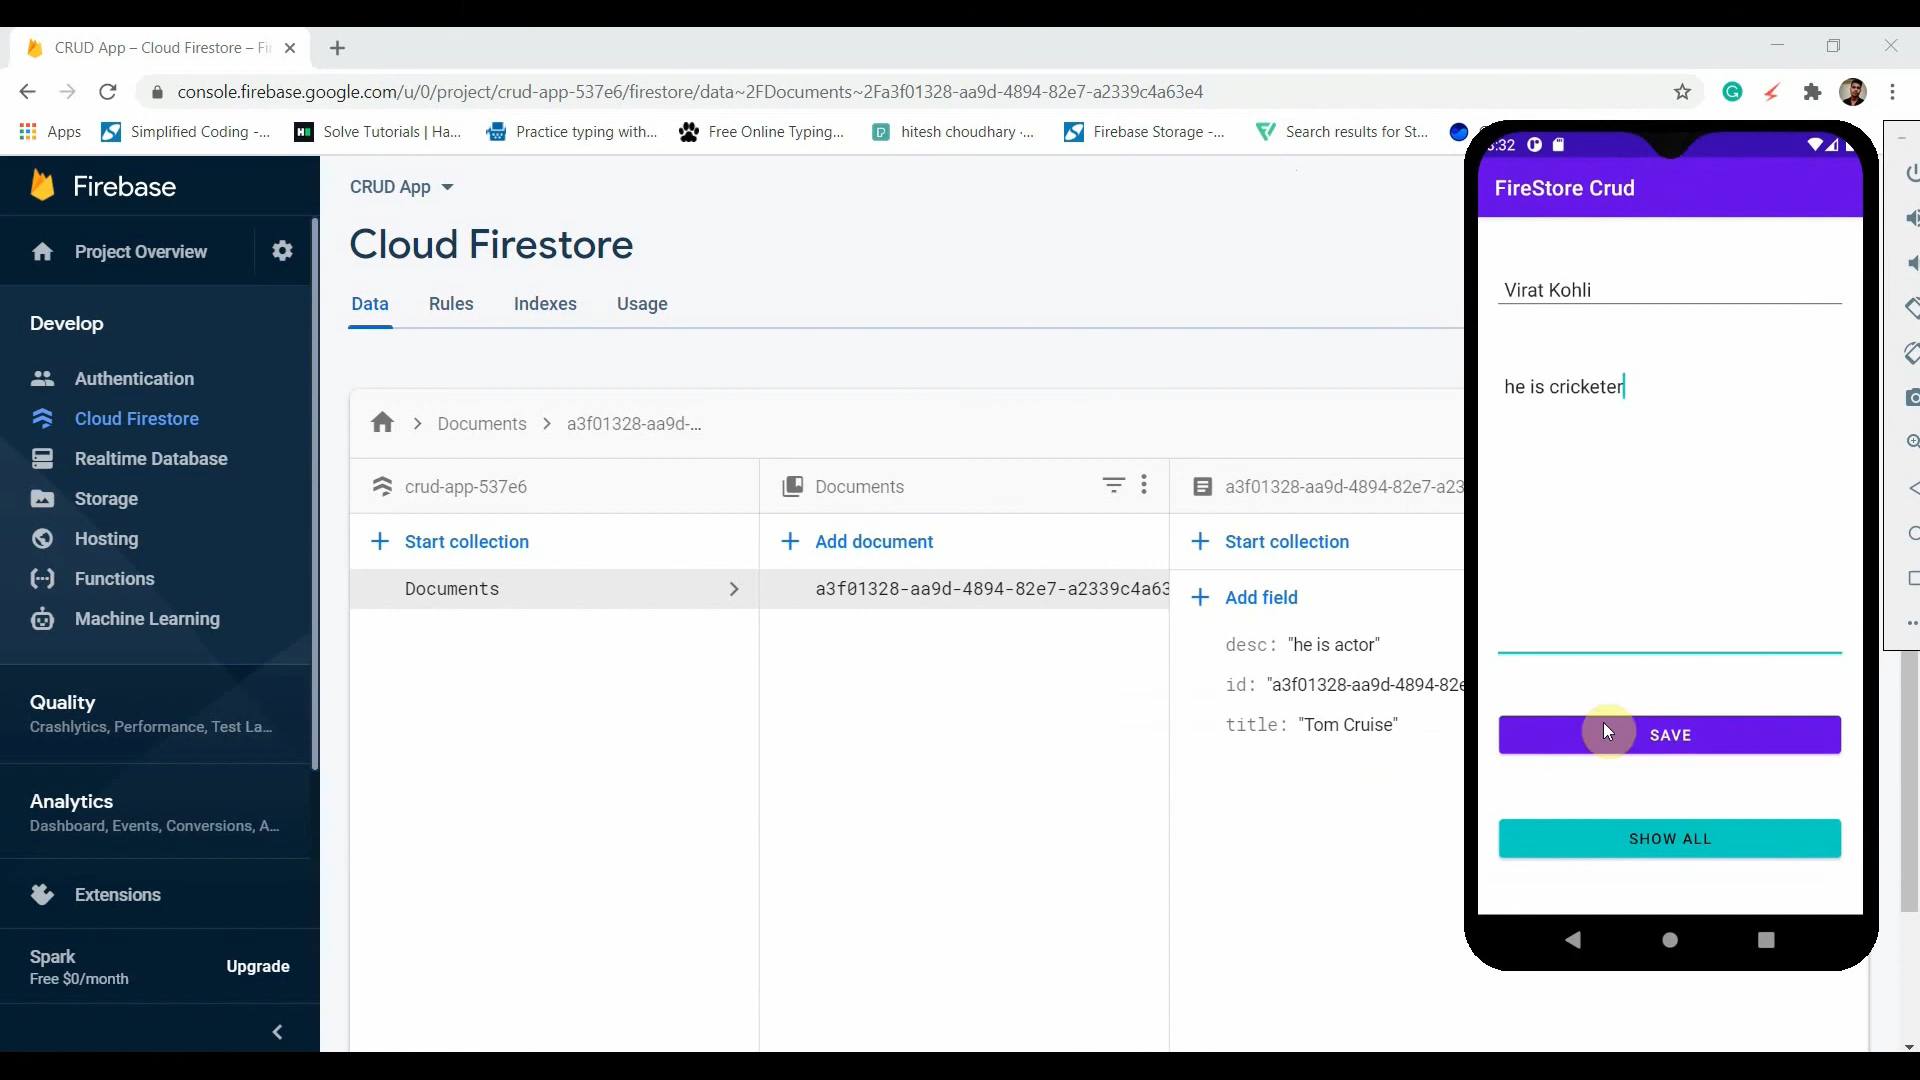 CRUD App – Cloud Firestore – Fi
console.firebase.google.com/u/0/project/crud-app-537e6/firestore/data~2FDocuments~2Fa3f01328-aa9d-4894-82e7-a2339c4a63e4
Apps
Simplified Coding -...
Solve Tutorials | Ha...
Practice typing with...
Free Online Typing...
hitesh choudhary -...
Firebase Storage -...
Search results for St...
Firebase
Project Overview
Develop
Authentication
Cloud Firestore
Realtime Database
Storage
Hosting
Functions
Machine Learning
Quality
Crashlytics, Performance, Test La...
Analytics
Dashboard, Events, Conversions, A...
Extensions
Spark
Free $0/month
Upgrade
CRUD App
Cloud Firestore
Data
Rules
Indexes
Usage
Documents
a3f01328-aa9d-...
crud-app-537e6
Start collection
Documents
Documents
Add document
a3f01328-aa9d-4894-82e7-a2339c4a63
a3f01328-aa9d-4894-82e7-a23
Start collection
Add field
desc: "he is actor"
id: "a3f01328-aa9d-4894-82e
title: "Tom Cruise"
:32
FireStore Crud
Virat Kohli
he is cricketer
SAVE
SHOW ALL